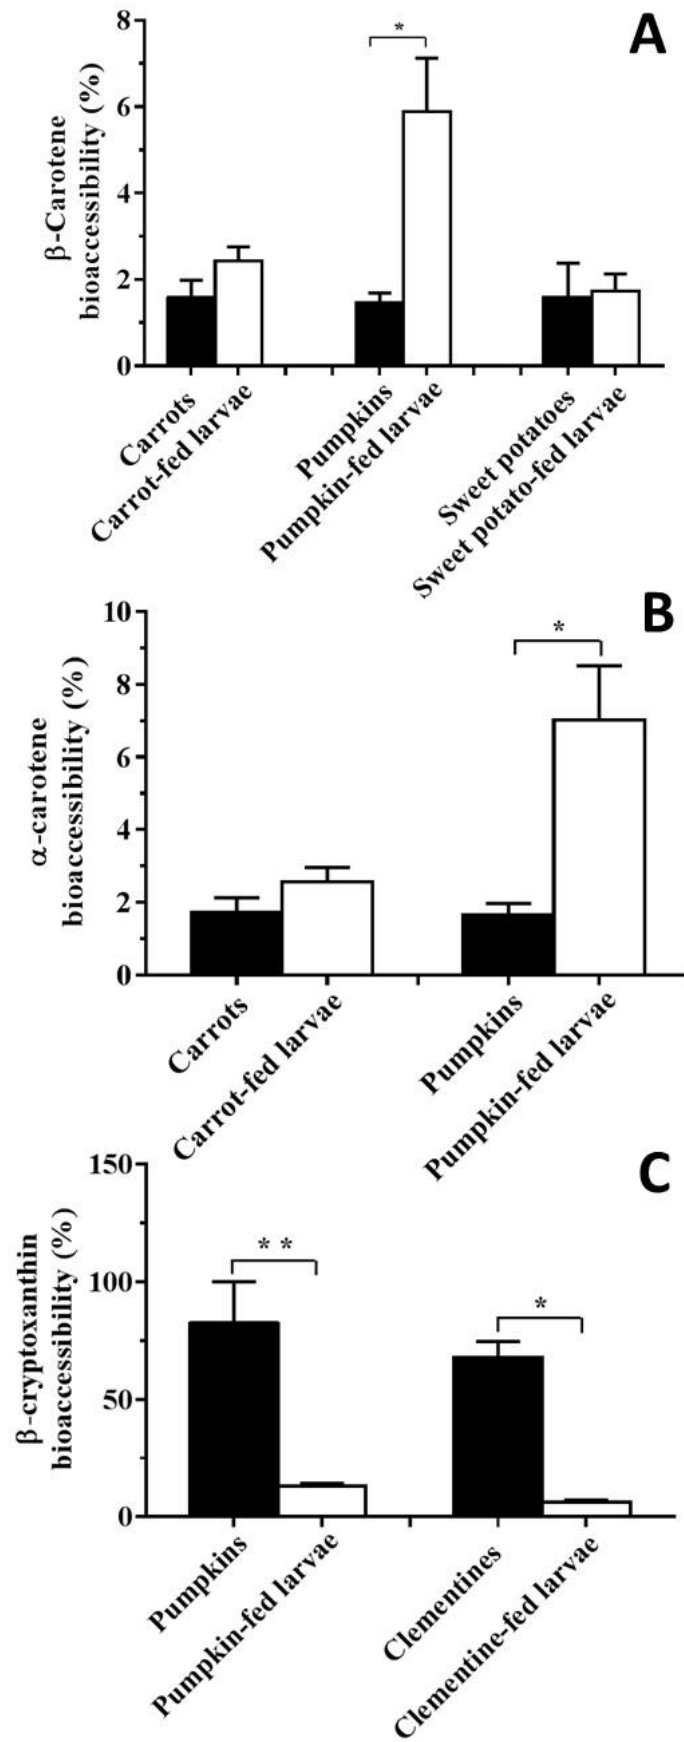 A
β-Carotene
bioaccessibility (%)
8
6
4
2
0
*
Carrots
Carrot-fed larvae
Pumpkins
Pumpkin-fed larvae
Sweet potatoes
Sweet potato-fed larvae
B
α-carotene
bioaccessibility (%)
10
8
6
4
2
0
*
Carrots
Carrot-fed larvae
Pumpkins
Pumpkin-fed larvae
C
β-cryptoxanthin
bioaccessibility (%)
150
100
50
0
* *
*
Pumpkins
Pumpkin-fed larvae
Clementines
Clementine-fed larvae